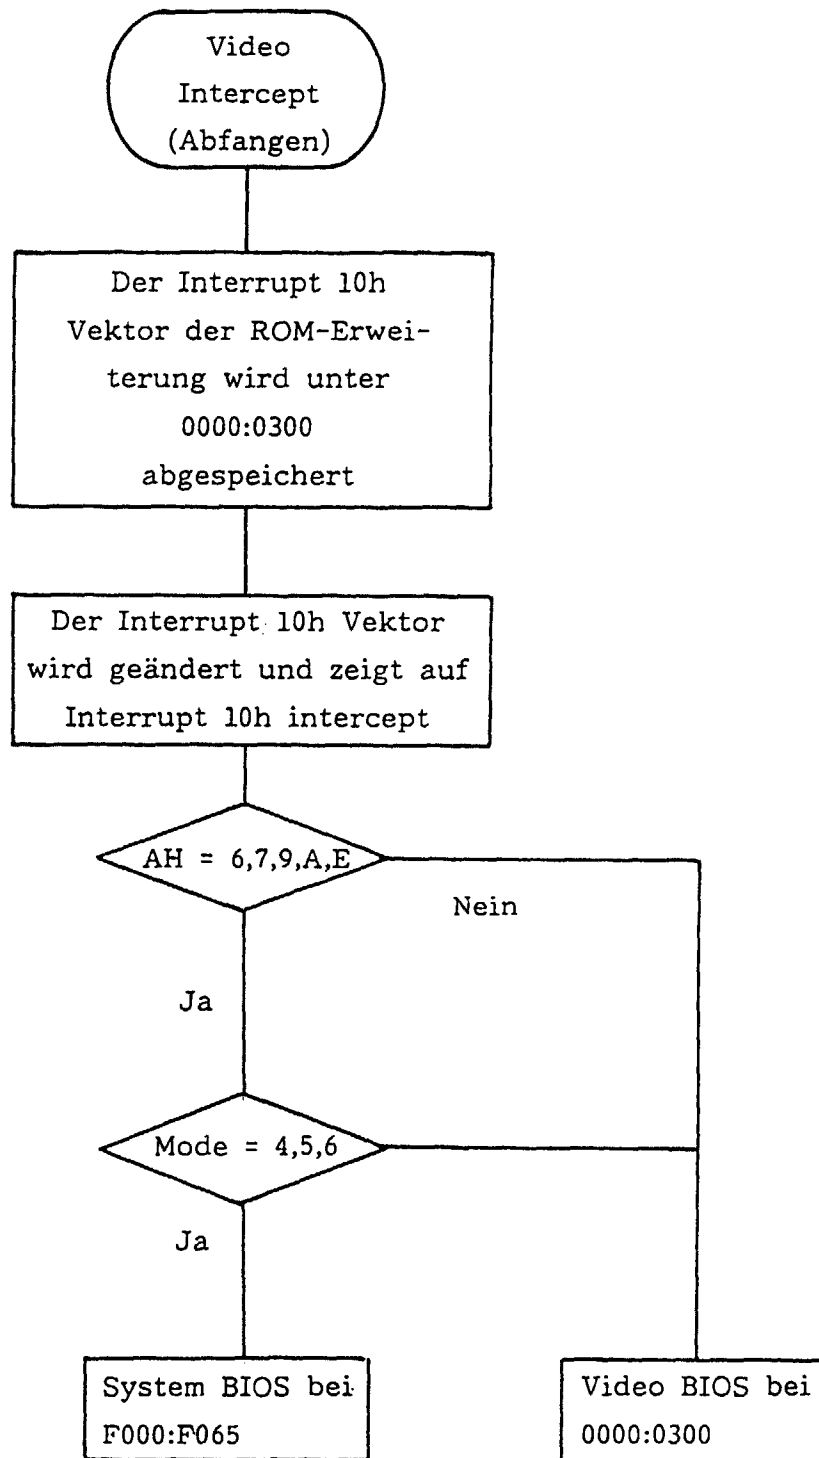 Video
Intercept
(Abfangen)
Der Interrupt 10h
Vektor der ROM-Erwei-
terung wird unter
0000:0300
abgespeichert
Der Interrupt 10h Vektor
wird geändert und zeigt auf
Interrupt 10h intercept
AH = 6,7,9,A,E
Nein
Ja
Mode = 4,5,6
Ja
System BIOS bei
F000:F065
Video BIOS bei
0000:0300